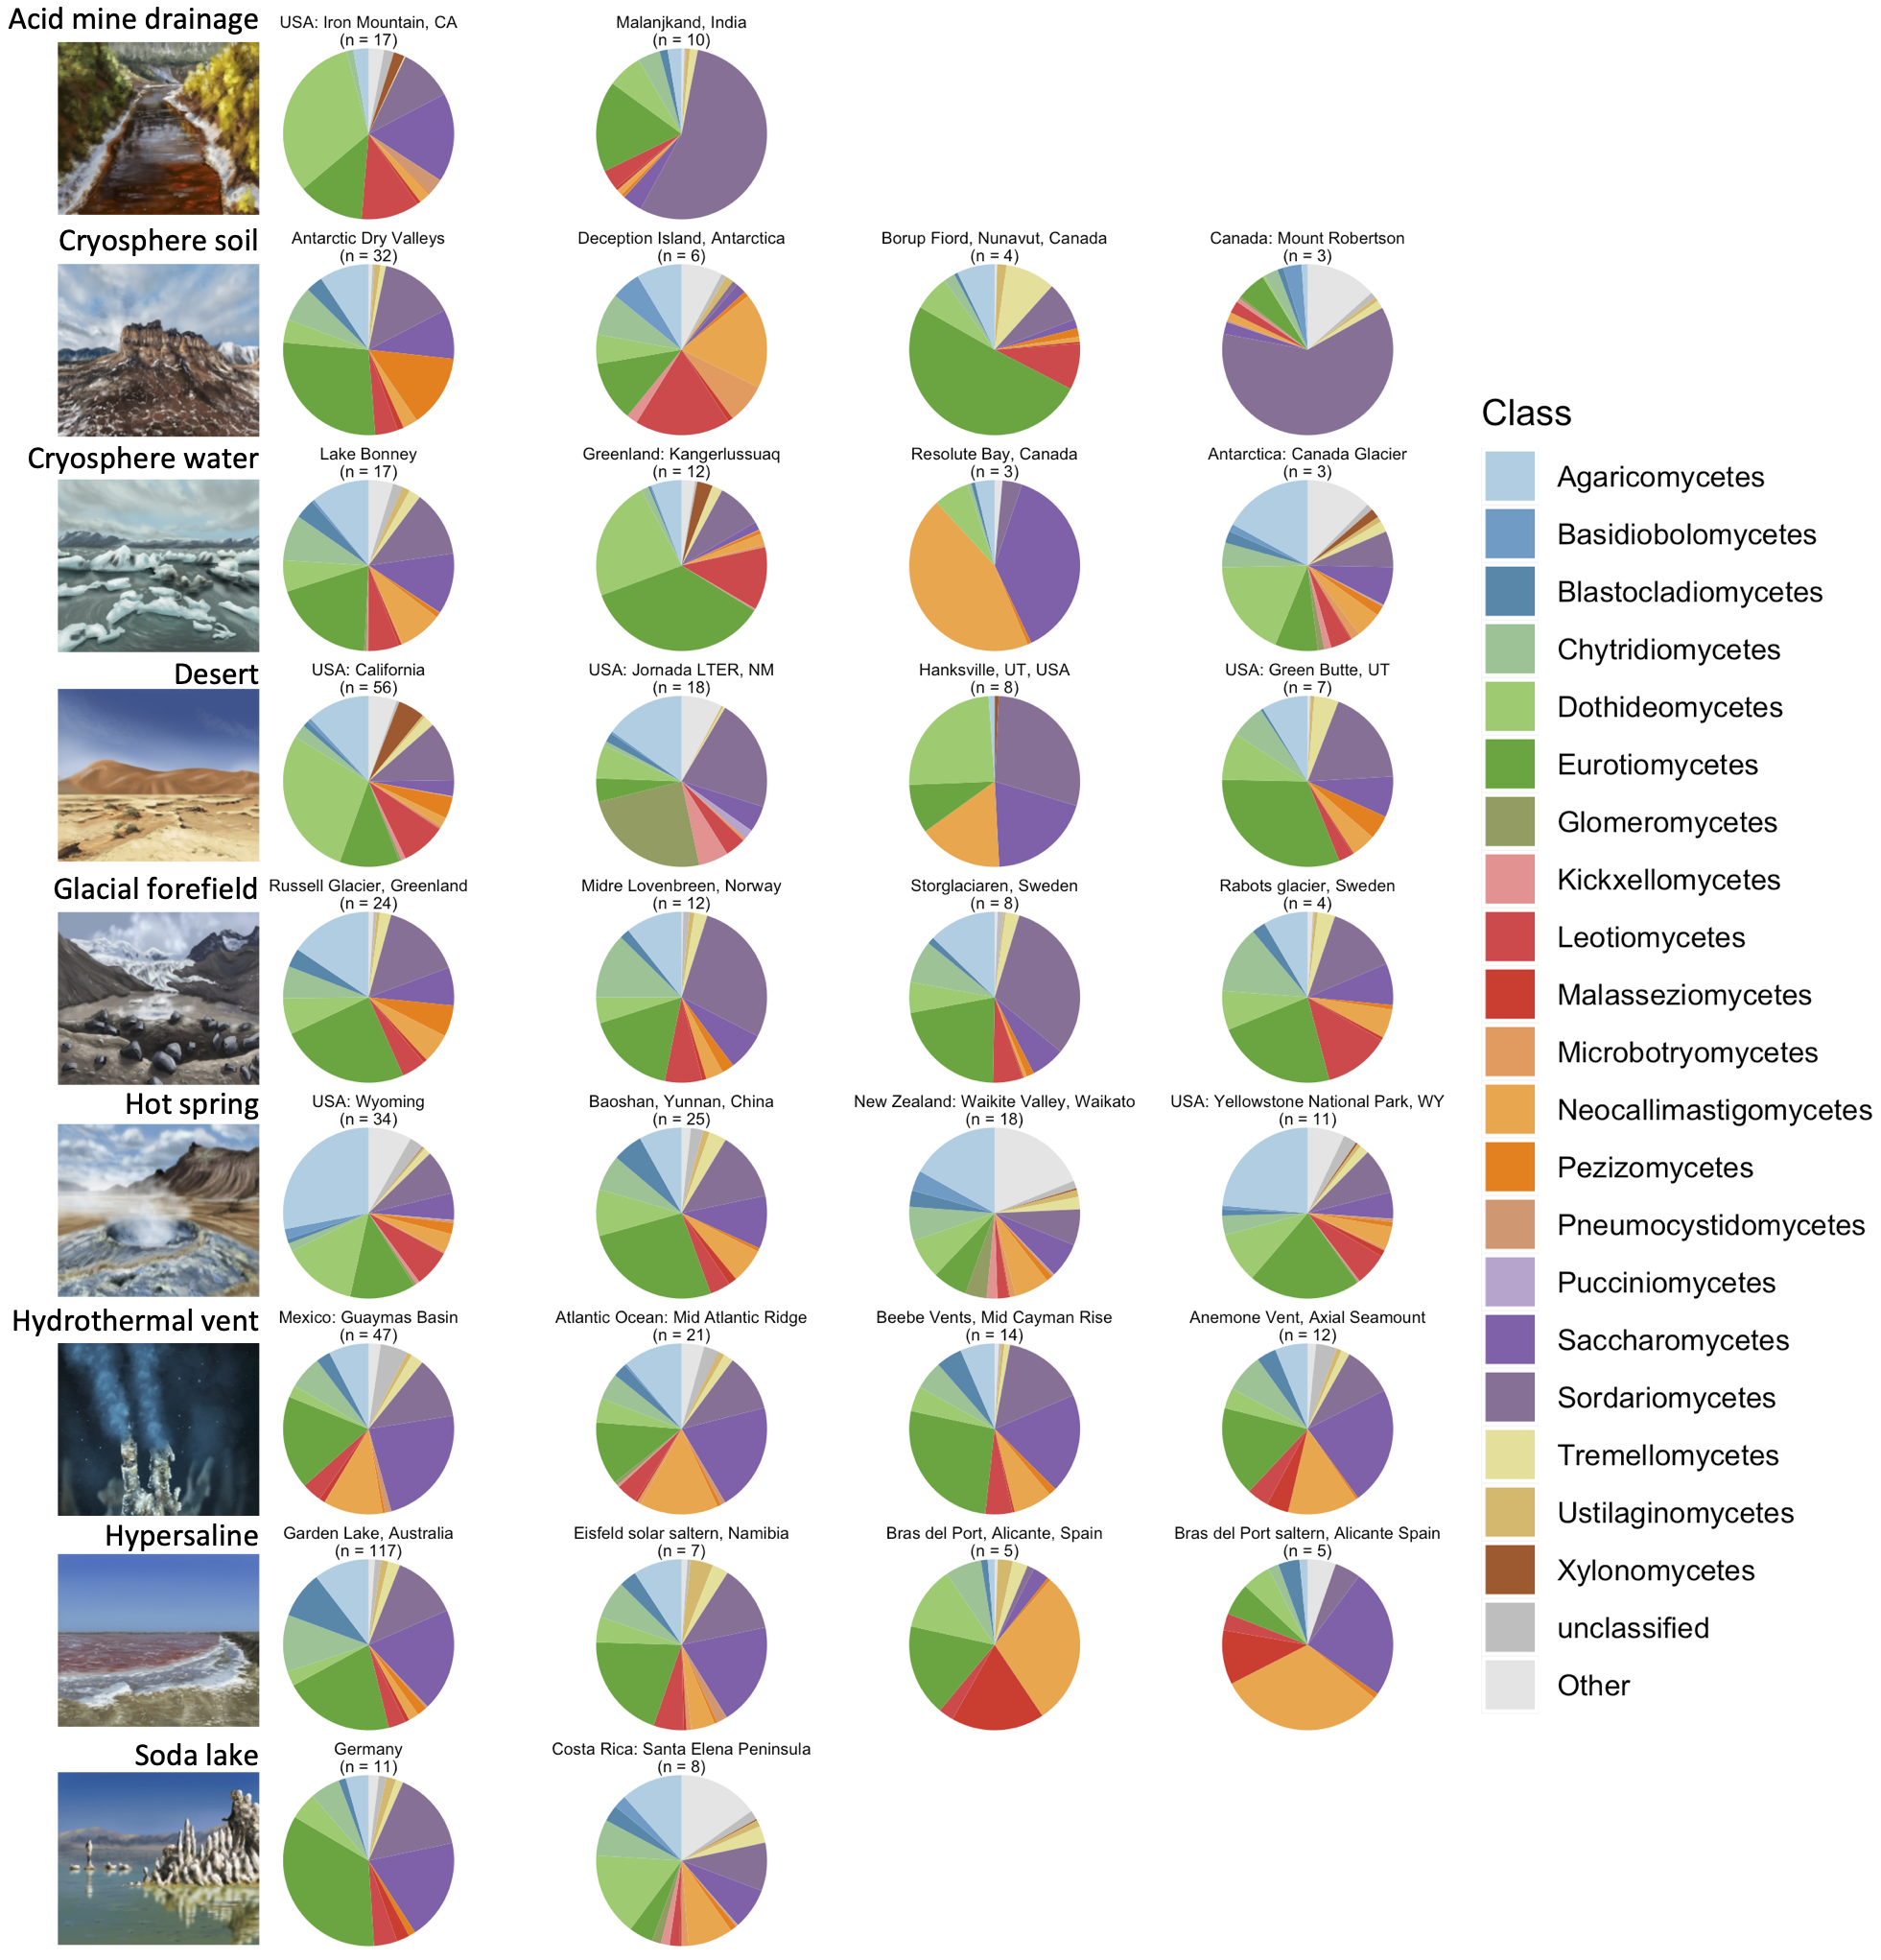 Acid mine drainage
USA: Iron Mountain, CA
(n = 17)
Malanjkand, India
(n = 10)
Cryosphere soil
Antarctic Dry Valleys
(n = 32)
Deception Island, Antarctica
(n = 6)
Borup Fiord, Nunavut, Canada
(n = 4)
Canada: Mount Robertson
(n = 3)
Cryosphere water
Lake Bonney
(n = 17)
Greenland: Kangerlussuaq
(n = 12)
Resolute Bay, Canada
(n = 3)
Antarctica: Canada Glacier
(n = 3)
Desert
USA: California
(n = 56)
USA: Jornada LTER, NM
(n = 18)
Hanksville, UT, USA
(n = 8)
USA: Green Butte, UT
(n = 7)
Glacial forefield
Russell Glacier, Greenland
(n = 24)
Midre Lovenbreen, Norway
(n = 12)
Storglaciaren, Sweden
(n = 8)
Rabots glacier, Sweden
(n = 4)
Hot spring
USA: Wyoming
(n = 34)
Baoshan, Yunnan, China
(n = 25)
New Zealand: Waikite Valley, Waikato
(n = 18)
USA: Yellowstone National Park, WY
(n = 11)
Hydrothermal vent
Mexico: Guaymas Basin
(n = 47)
Atlantic Ocean: Mid Atlantic Ridge
(n = 21)
Beebe Vents, Mid Cayman Rise
(n = 14)
Anemone Vent, Axial Seamount
(n = 12)
Hypersaline
Garden Lake, Australia
(n = 117)
Eisfeld solar saltern, Namibia
(n = 7)
Bras del Port, Alicante, Spain
(n = 5)
Bras del Port saltern, Alicante Spain
(n = 5)
Soda lake
Germany
(n = 11)
Costa Rica: Santa Elena Peninsula
(n = 8)
Class
Agaricomycetes
Basidiobolomycetes
Blastocladiomycetes
Chytridiomycetes
Dothideomycetes
Eurotiomycetes
Glomeromycetes
Kickxellomycetes
Leotiomycetes
Malasseziomycetes
Microbotryomycetes
Neocallimastigomycetes
Pezizomycetes
Pneumocystidomycetes
Pucciniomycetes
Saccharomycetes
Sordariomycetes
Tremellomycetes
Ustilaginomycetes
Xylonomycetes
unclassified
Other